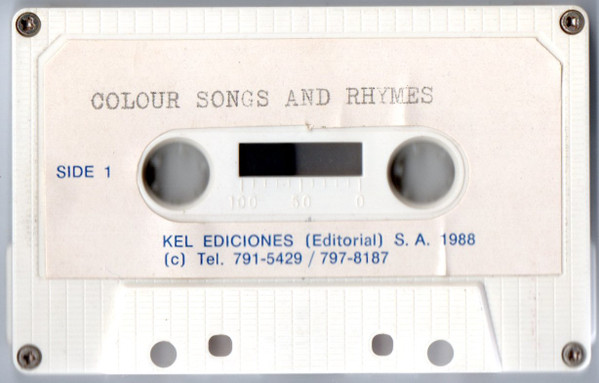 COLOUR SONGS AND RHYMES
SIDE 1
100 50 0
KEL EDICIONES (Editorial) S. A. 1988
(c) Tel. 791-5429 / 797-8187